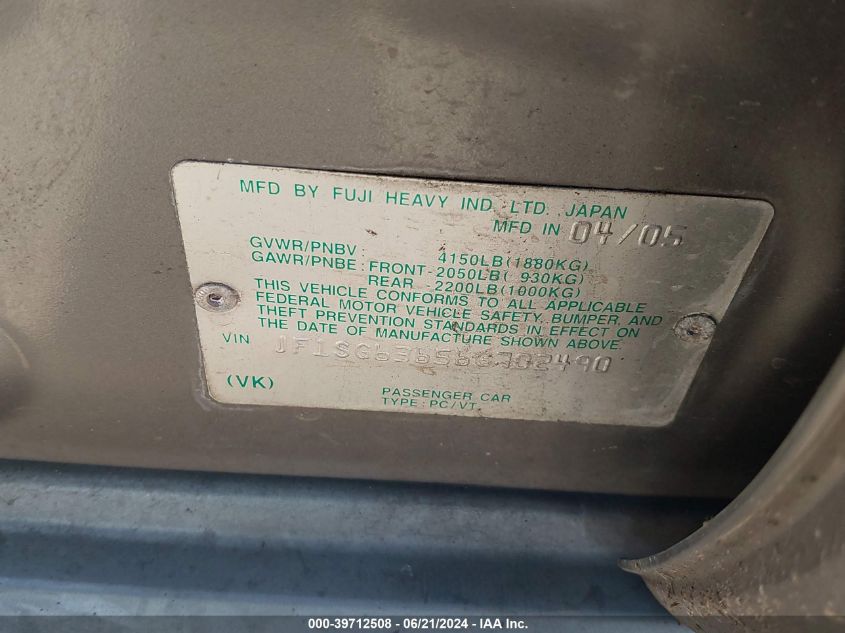 MFD BY FUJI HEAVY IND. LTD. JAPAN
MFD IN 04/05
GVWR/PNBV 4150LB(1880KG)
GAWR/PNBE: FRONT-2050LB( 930KG)
REAR 2200LB(1000KG)
THIS VEHICLE CONFORMS TO ALL APPLICABLE
FEDERAL MOTOR VEHICLE SAFETY, BUMPER, AND
THEFT PREVENTION STANDARDS IN EFFECT ON
THE DATE OF MANUFACTURE SHOWN ABOVE.
VIN JF1SG63656G702490
(VK) PASSENGER CAR
TYPE: PC/VT
000-39712508 - 06/21/2024 - IAA Inc.